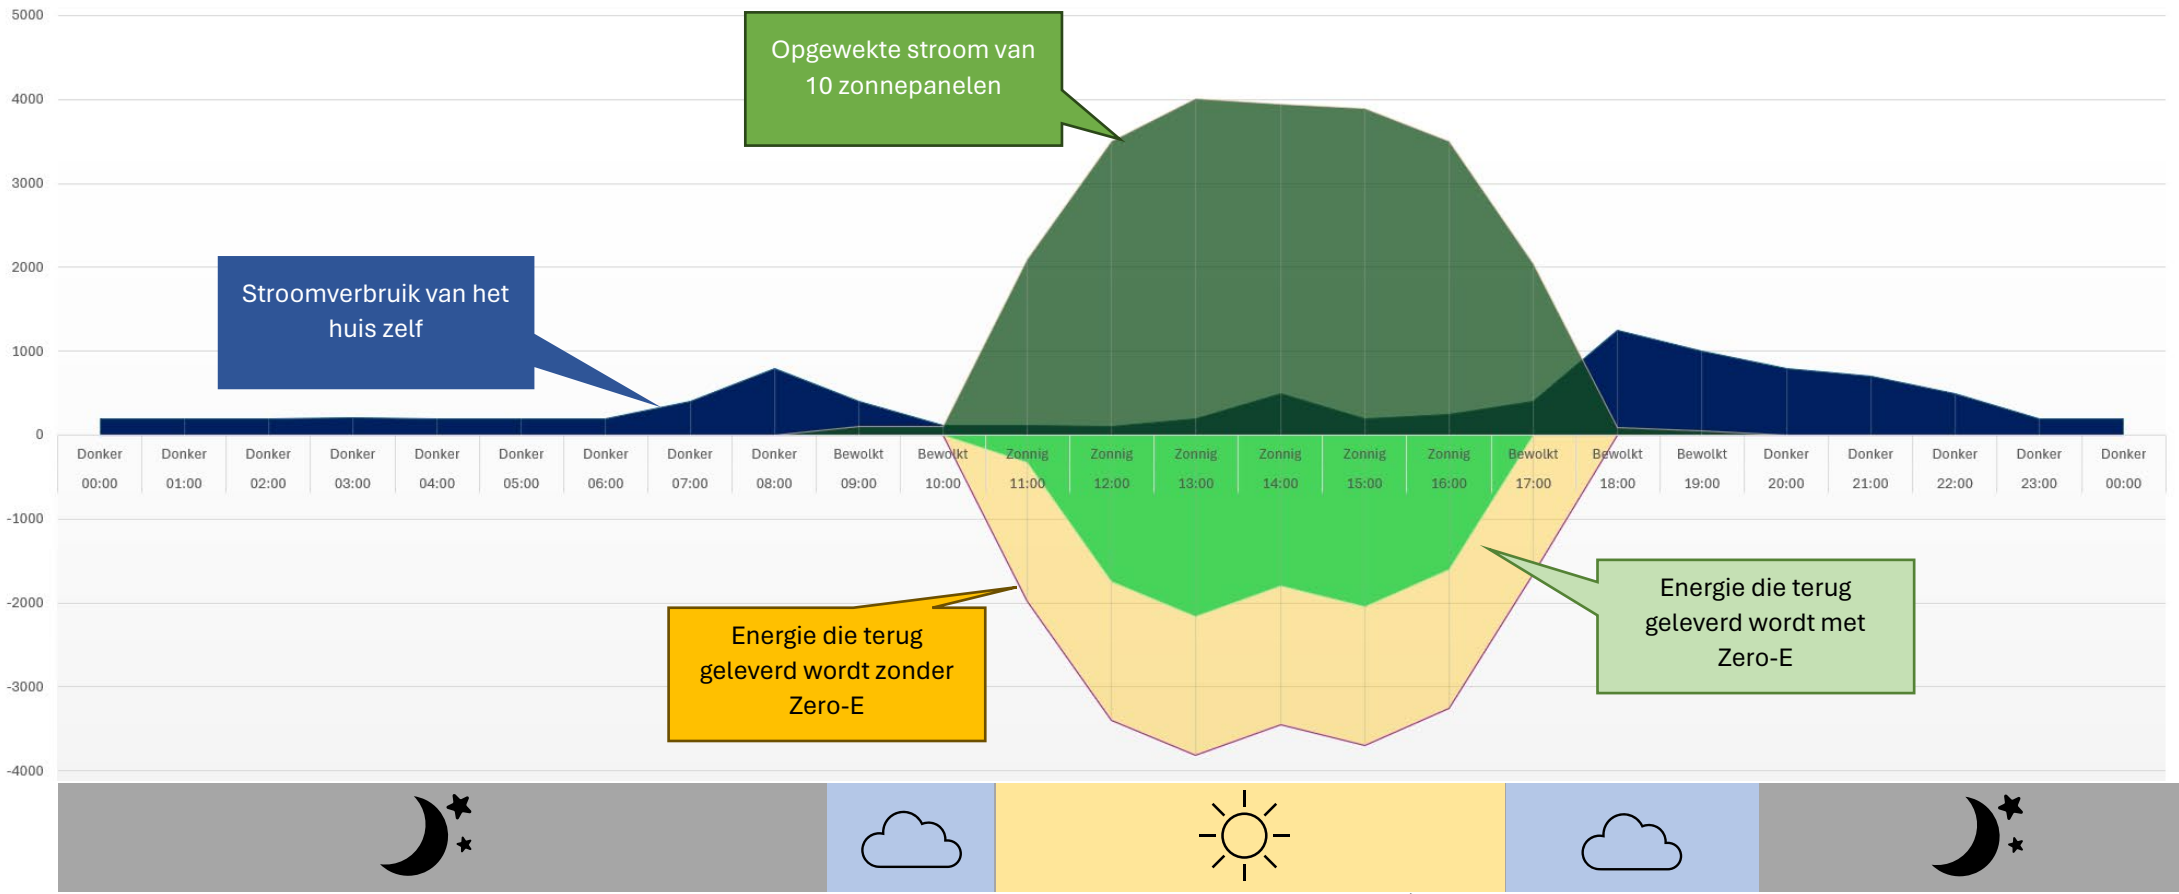 5000
Opgewekte stroom van
10 zonnepanelen
4000
3000
2000
Stroomverbruik van het
huis zelf
1000
0
Donker Donker Donker Donker Donker Donker Donker Donker Donker Bewolkt Bewolkt Zonnig Zonnig Zonnig Zonnig Zonnig Zonnig Bewolkt Bewolkt Bewolkt Donker Donker Donker Donker Donker
00:00 01:00 02:00 03:00 04:00 05:00 06:00 07:00 08:00 09:00 10:00 11:00 12:00 13:00 14:00 15:00 16:00 17:00 18:00 19:00 20:00 21:00 22:00 23:00 00:00
-1000
-2000
Energie die terug
geleverd wordt zonder
Zero-E
Energie die terug
geleverd wordt met
Zero-E
-3000
-4000